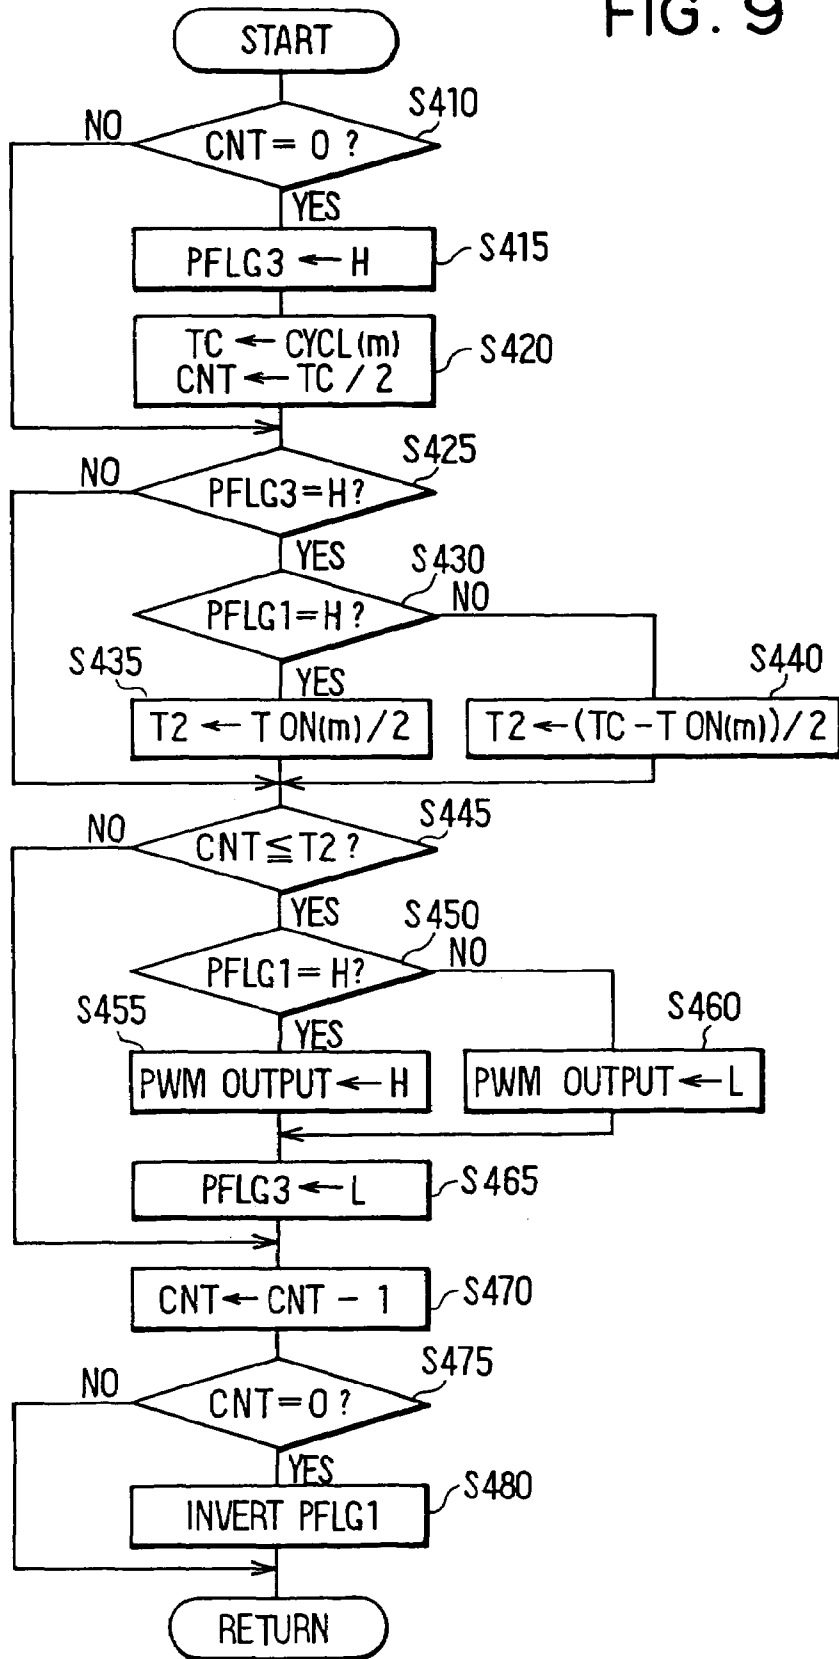 FIG. 9
START
S410
NO
CNT = 0 ?
YES
PFLG3 ← H
S415
TC ← CYCL(m)
CNT ← TC / 2
S420
S425
NO
PFLG3=H?
YES
S430
PFLG1=H?
NO
S435
YES
S440
T2 ← T ON(m)/2
T2 ← (TC - T ON(m))/2
S445
NO
CNT ≦ T2 ?
YES
S450
PFLG1=H?
NO
S455
YES
S460
PWM OUTPUT ← H
PWM OUTPUT ← L
PFLG3 ← L
S465
CNT ← CNT - 1
S470
S475
NO
CNT=0 ?
YES
S480
INVERT PFLG1
RETURN